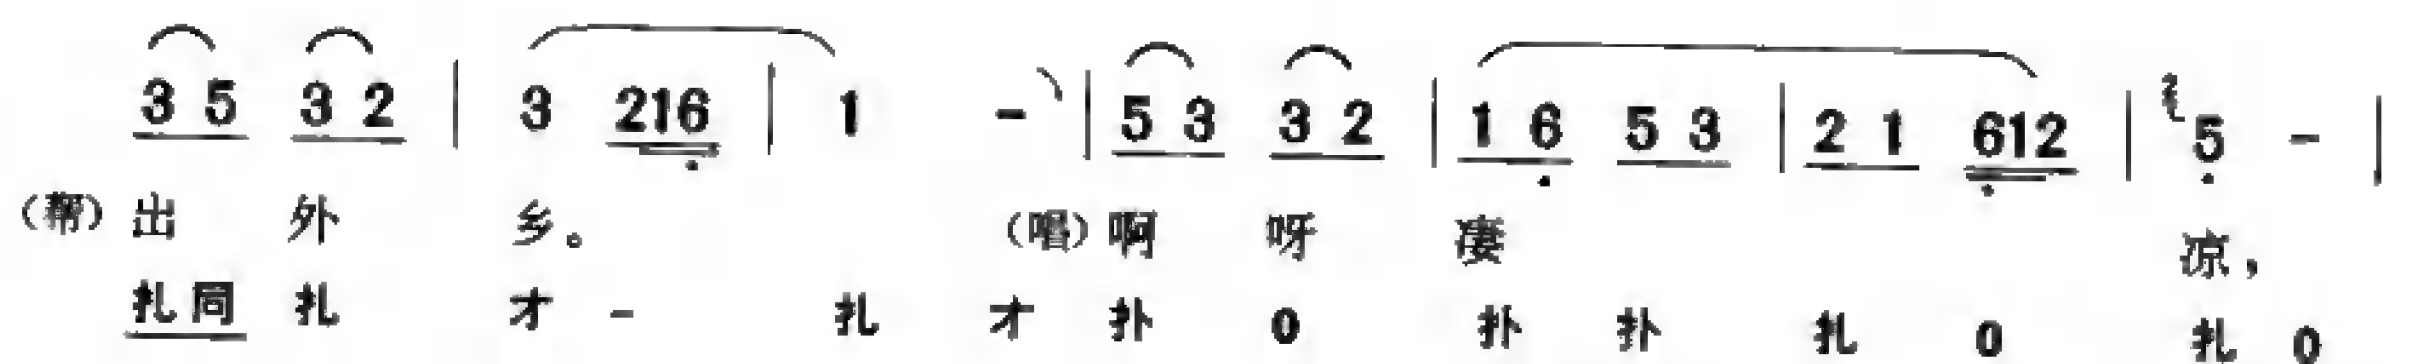 3 5 3 2 | 3 216 | 1 - | 5 3 3 2 | 1 6 5 3 | 2 1 612 | 5 - |
(帮) 出 外 乡。 (唱) 啊 呀 凄 凉,
扎 同 扎 才 - 扎 才 扑 0 扑 扑 扎 0 扎 0